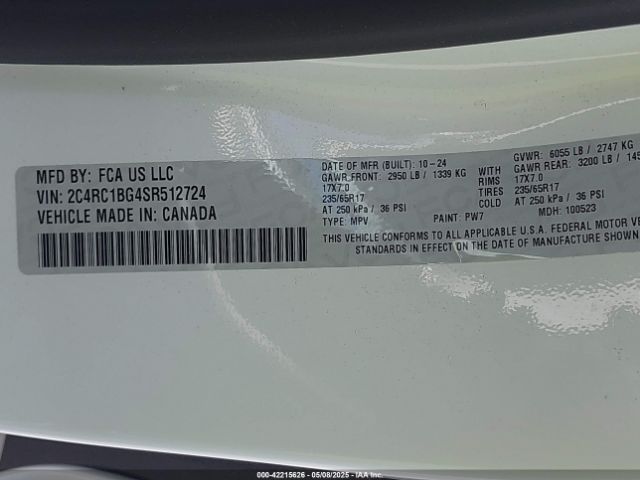 MFD BY: FCA US LLC
VIN: 2C4RC1BG4SR512724
VEHICLE MADE IN: CANADA
DATE OF MFR (BUILT): 10-24
GAWR FRONT: 2950 LB / 1339 KG
17X7.0
235/65R17
AT 250 kPa / 36 PSI
TYPE: MPV PAINT: PW7
WITH
RIMS
TIRES
COLD
GVWR: 6055 LB / 2747 KG
GAWR REAR: 3200 LB / 145
17X7.0
235/65R17
AT 250 kPa / 36 PSI
MDH: 100523
THIS VEHICLE CONFORMS TO ALL APPLICABLE U.S.A. FEDERAL MOTOR VE
STANDARDS IN EFFECT ON THE DATE OF MANUFACTURE SHOWN
000-42215626 - 05/08/2025 - IAA Inc.